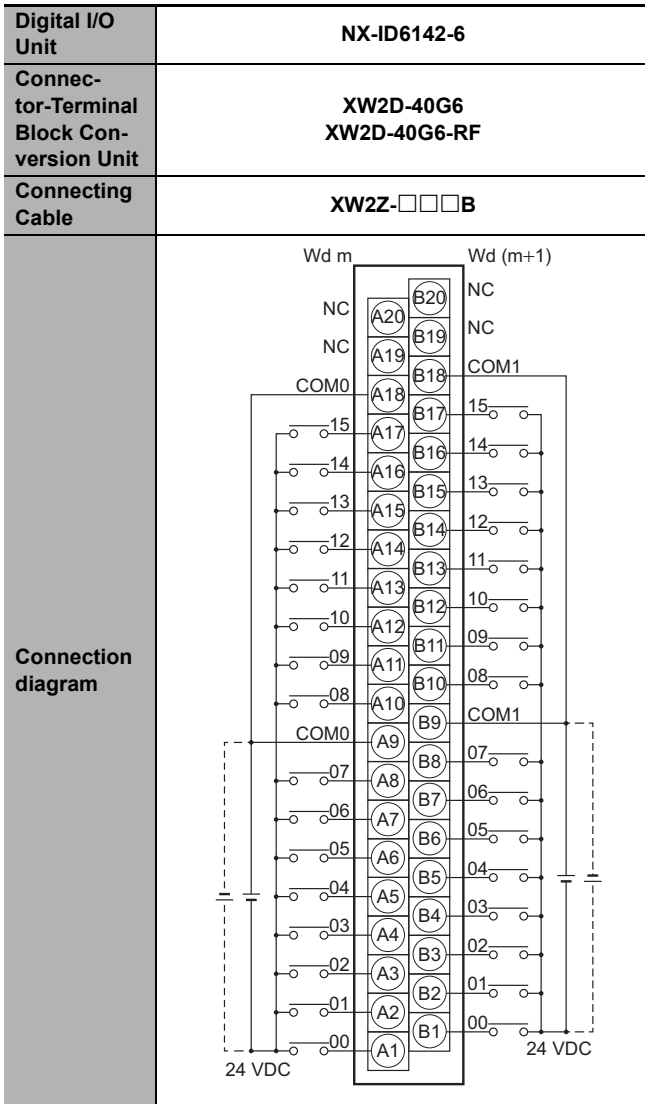 Digital I/O
Unit
NX-ID6142-6
Connec-
tor-Terminal
Block Con-
version Unit
XW2D-40G6
XW2D-40G6-RF
Connecting
Cable
XW2Z-□□□B
Connection
diagram
Wd m
Wd (m+1)
B20 NC
NC A20
B19 NC
NC A19
B18 COM1
COM0 A18
B17 15
15 A17
B16 14
14 A16
B15 13
13 A15
B14 12
12 A14
B13 11
11 A13
B12 10
10 A12
B11 09
09 A11
B10 08
08 A10
B9 COM1
COM0 A9
B8 07
07 A8
B7 06
06 A7
B6 05
05 A6
B5 04
04 A5
B4 03
03 A4
B3 02
02 A3
B2 01
01 A2
B1 00
00 A1
24 VDC
24 VDC